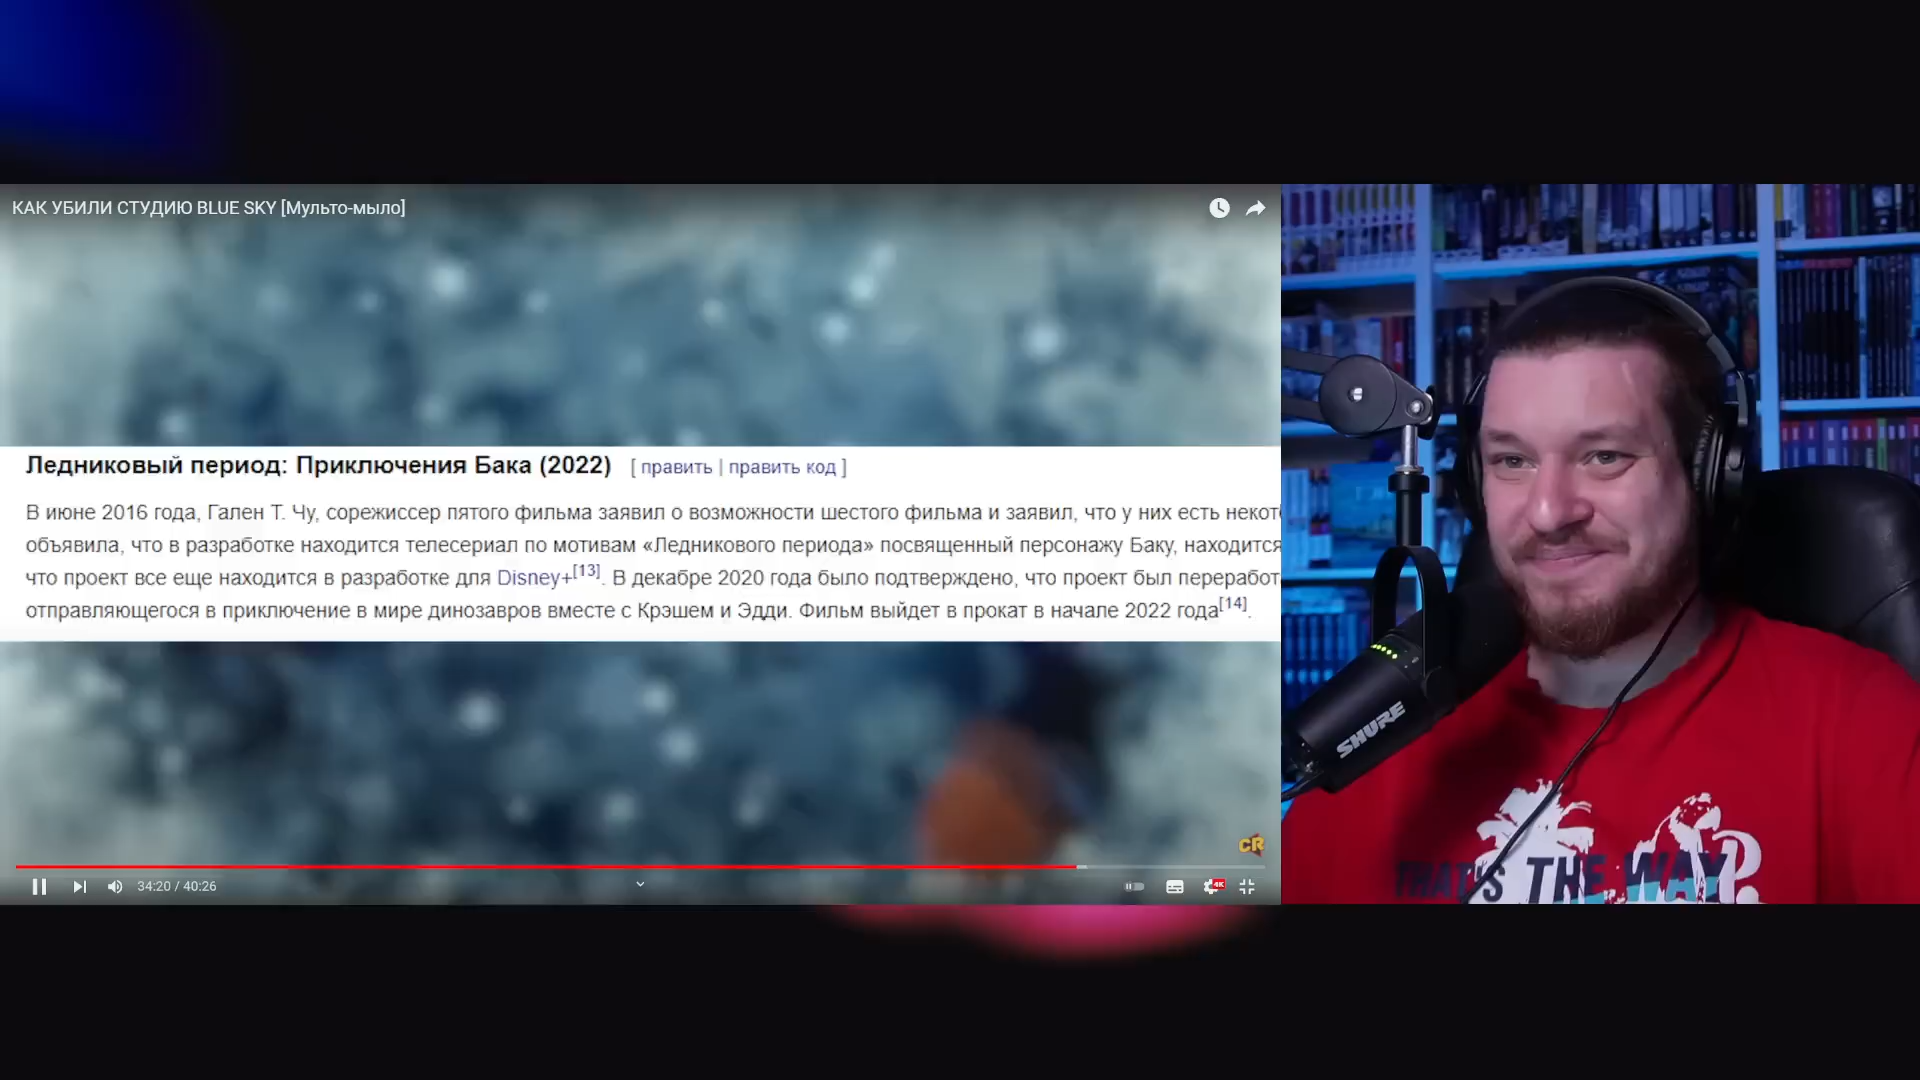 КАК УБИЛИ СТУДИЮ BLUE SKY [Мульто-мыло]
Ледниковый период: Приключения Бака (2022) [ править | править код ]
В июне 2016 года, Гален Т. Чу, сорежиссер пятого фильма заявил о возможности шестого фильма и заявил, что у них есть некот
объявила, что в разработке находится телесериал по мотивам «Ледникового периода» посвященный персонажу Баку, находится
что проект все еще находится в разработке для Disney+[13]. В декабре 2020 года было подтверждено, что проект был переработ
отправляющегося в приключение в мире динозавров вместе с Крэшем и Эдди. Фильм выйдет в прокат в начале 2022 года[14].
CR
34:20 / 40:26
4K
SHURE
THAT'S THE WAY